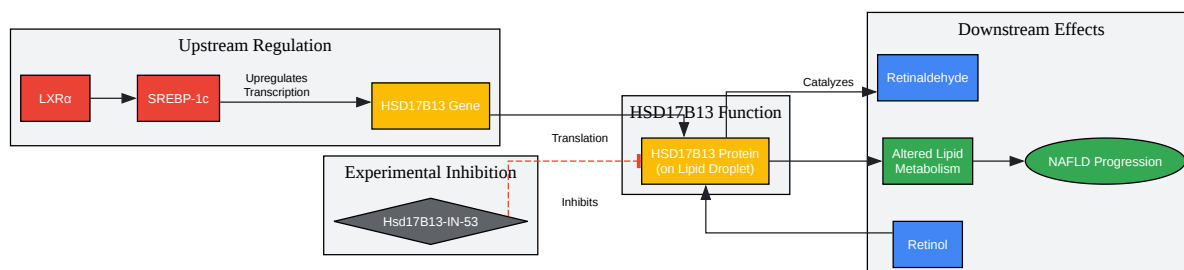 Upstream Regulation
LXRα
SREBP-1c
Upregulates
Transcription
HSD17B13 Gene
Experimental Inhibition
Hsd17B13-IN-53
Translation
Inhibits
HSD17B13 Function
HSD17B13 Protein
(on Lipid Droplet)
Catalyzes
Downstream Effects
Retinaldehyde
Altered Lipid
Metabolism
NAFLD Progression
Retinol